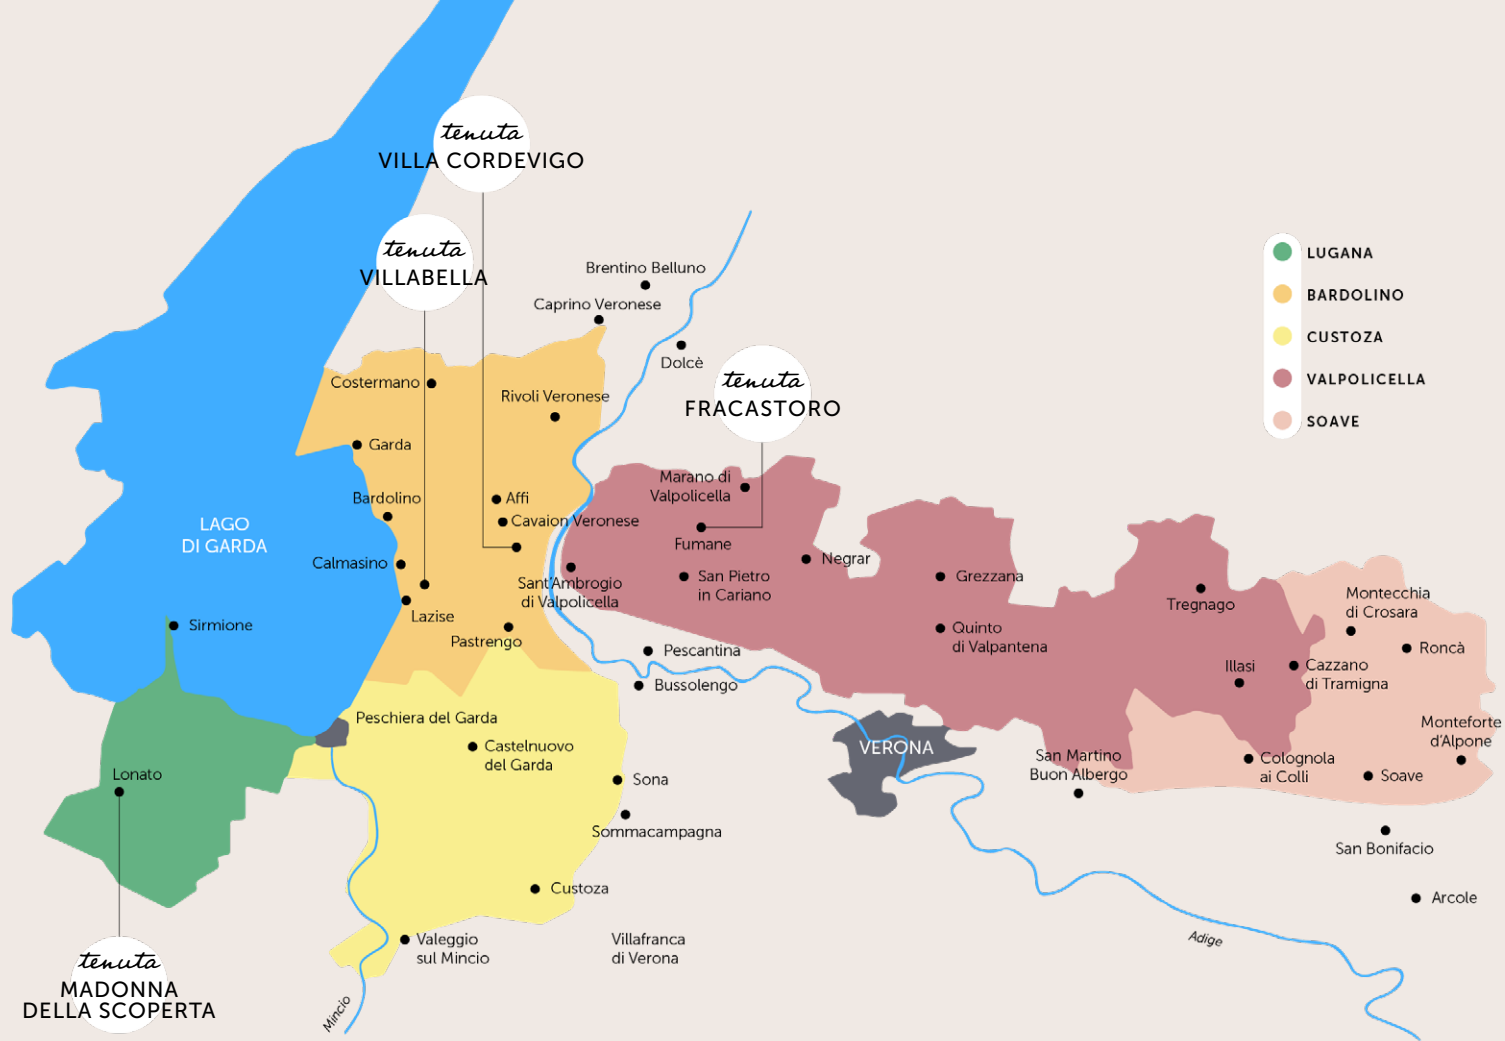 tenuta
VILLA CORDEVIGO
tenuta
VILLABELLA
Brentino Belluno
Caprino Veronese
Dolcè
LUGANA
BARDOLINO
CUSTOZA
VALPOLICELLA
SOAVE
tenuta
FRACASTORO
Costermano
Rivoli Veronese
Garda
Bardolino
Affi
Cavaion Veronese
Marano di
Valpolicella
LAGO
DI GARDA
Fumane
Calmasino
Sant'Ambrogio
di Valpolicella
San Pietro
in Cariano
Negrar
Grezzana
Tregnago
Montecchia
di Crosara
Lazise
Sirmione
Pastrengo
Pescantina
Quinto
di Valpantena
Roncà
Illasi
Cazzano
di Tramigna
Bussolengo
Peschiera del Garda
Castelnuovo
del Garda
VERONA
San Martino
Buon Albergo
Colognola
ai Colli
Soave
Monteforte
d'Alpone
Lonato
Sona
Sommacampagna
San Bonifacio
Custoza
Arcole
Valeggio
sul Mincio
Villafranca
di Verona
Adige
Mincio
tenuta
MADONNA
DELLA SCOPERTA